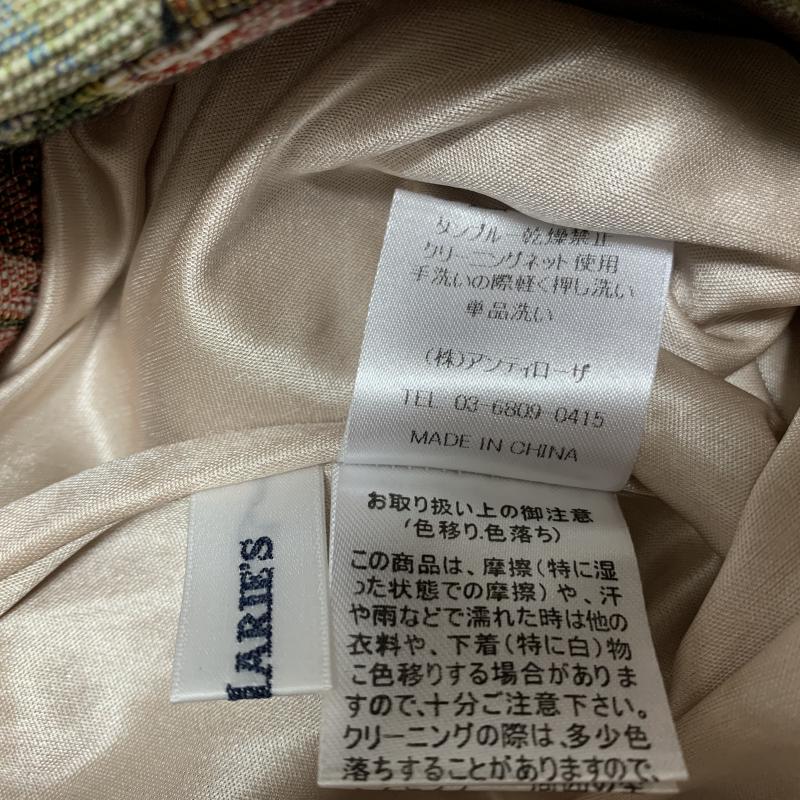 タンブル 乾燥禁止
クリーニングネット使用
手洗いの際軽く押し洗い
単品洗い
(株)アンティローザ
TEL 03-6809-0415
MADE IN CHINA
お取り扱い上の御注意
(色移り.色落ち)
この商品は、摩擦(特に湿
った状態での摩擦)や、汗
や雨などで濡れた時は他の
衣料や、下着(特に白)物
に色移りする場合がありま
すので、十分ご注意下さい。
クリーニングの際は、多少色
落ちすることがありますので、
LARIE'S